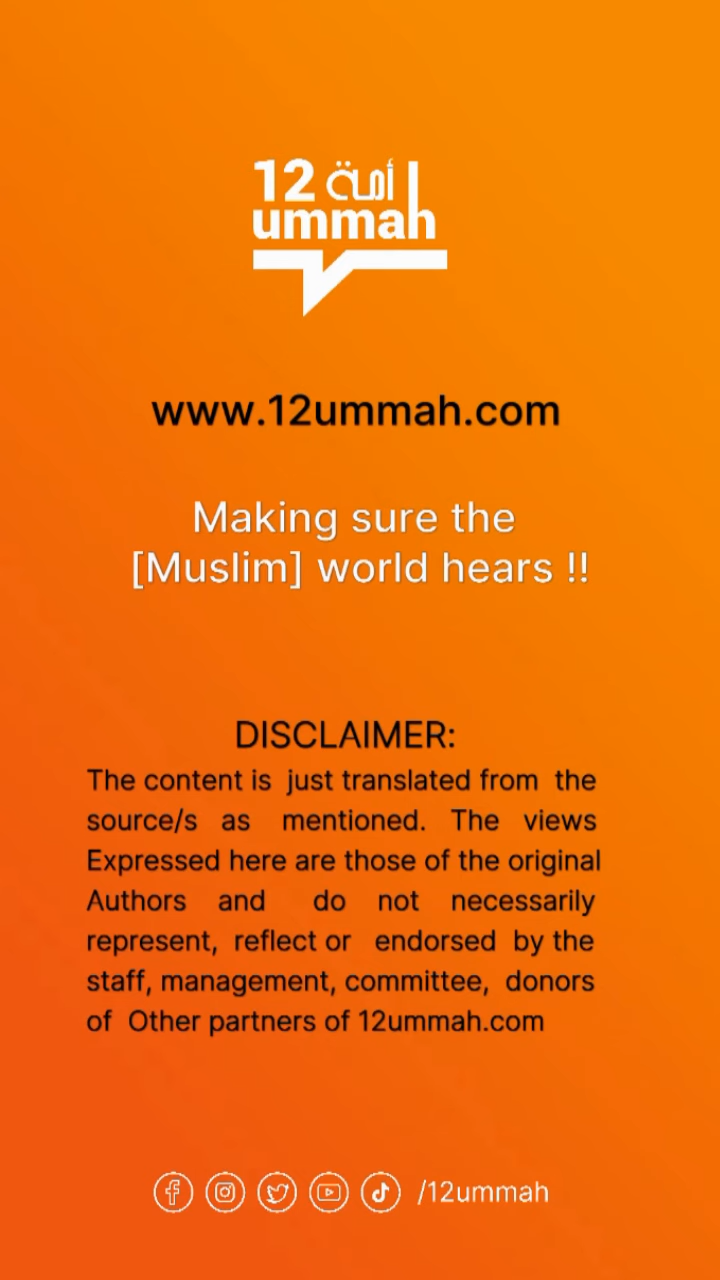 12 أمة
ummah
www.12ummah.com
Making sure the
[Muslim] world hears !!
DISCLAIMER:
The content is just translated from the
source/s as mentioned. The views
Expressed here are those of the original
Authors and do not necessarily
represent, reflect or endorsed by the
staff, management, committee, donors
of Other partners of 12ummah.com
/12ummah